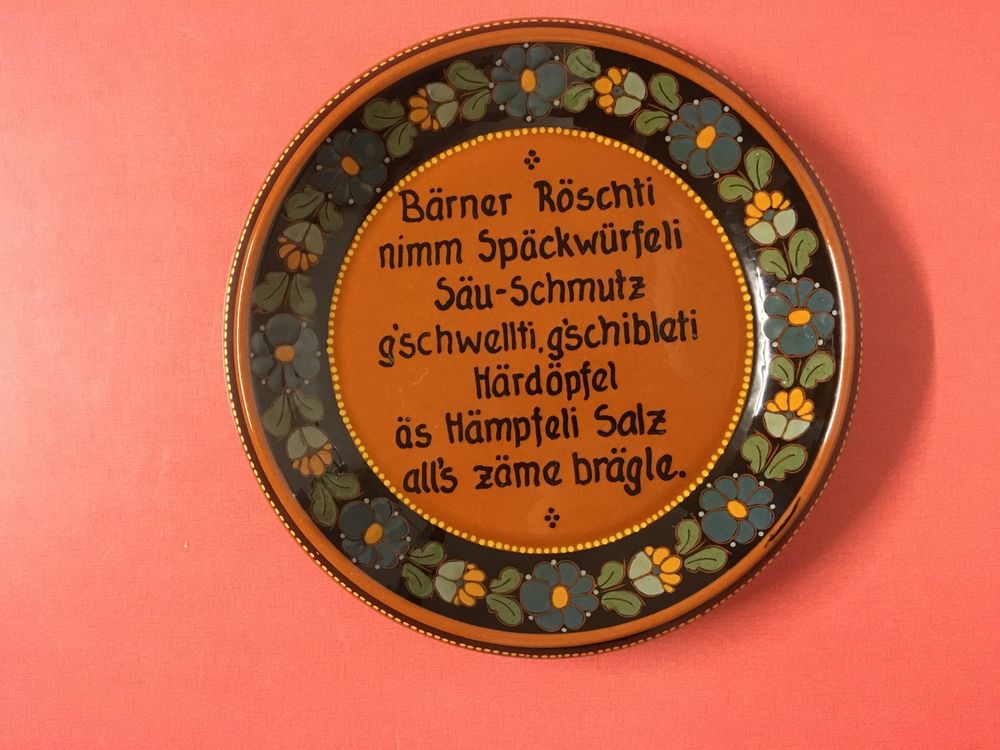 Bärner Röschti
nimm Späckwürfeli
Säu-Schmutz
g'schwellti, g'schibleti
Härdöpfel
äs Hämpfeli Salz
all's zäme brägle.